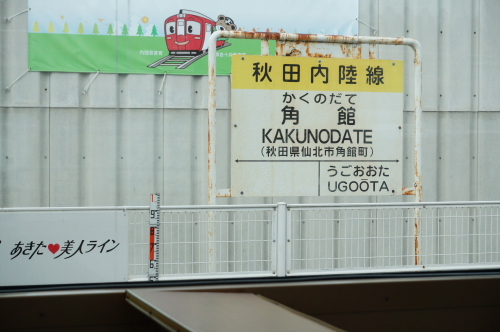 秋田内陸線
かくのだて
角館
KAKUNODATE
(秋田県仙北市角館町)
うごおおた
UGOŌTA
あきた♥美人ライン